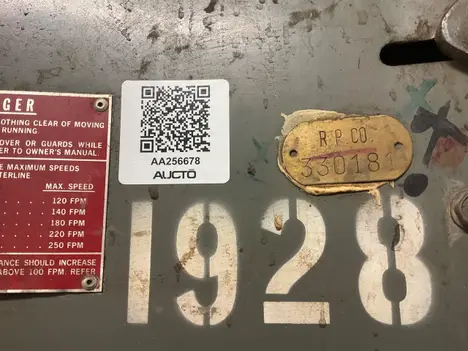 GER
OTHING CLEAR OF MOVING
RUNNING.
OVER OR GUARDS WHILE
ER TO OWNER'S MANUAL.
E MAXIMUM SPEEDS
TERLINE
MAX. SPEED
. . . . 120 FPM
. . . . 140 FPM
. . . . 180 FPM
. . . . 220 FPM
. . . . 250 FPM
ANCE SHOULD INCREASE
ABOVE 100 FPM. REFER
AA256678
AUCTO
R.P. CO.
330181
1928